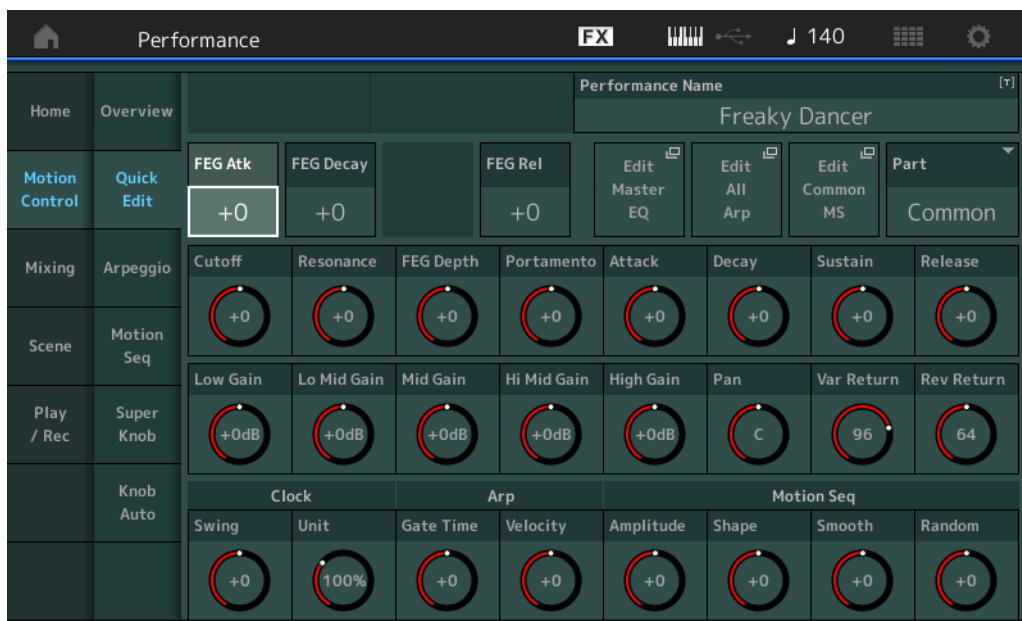 Performance FX 140
Performance Name [T]
Freaky Dancer
Home
Motion
Control
Mixing
Scene
Play
/ Rec
Overview
Quick
Edit
Arpeggio
Motion
Seq
Super
Knob
Knob
Auto
FEG Atk FEG Decay FEG Rel
+0 +0 +0
Edit
Master
EQ
Edit
All
Arp
Edit
Common
MS
Part
Common
Cutoff Resonance FEG Depth Portamento Attack Decay Sustain Release
+0 +0 +0 +0 +0 +0 +0 +0
Low Gain Lo Mid Gain Mid Gain Hi Mid Gain High Gain Pan Var Return Rev Return
+0dB +0dB +0dB +0dB +0dB C 96 64
Clock Arp Motion Seq
Swing Unit Gate Time Velocity Amplitude Shape Smooth Random
+0 100% +0 +0 +0 +0 +0 +0